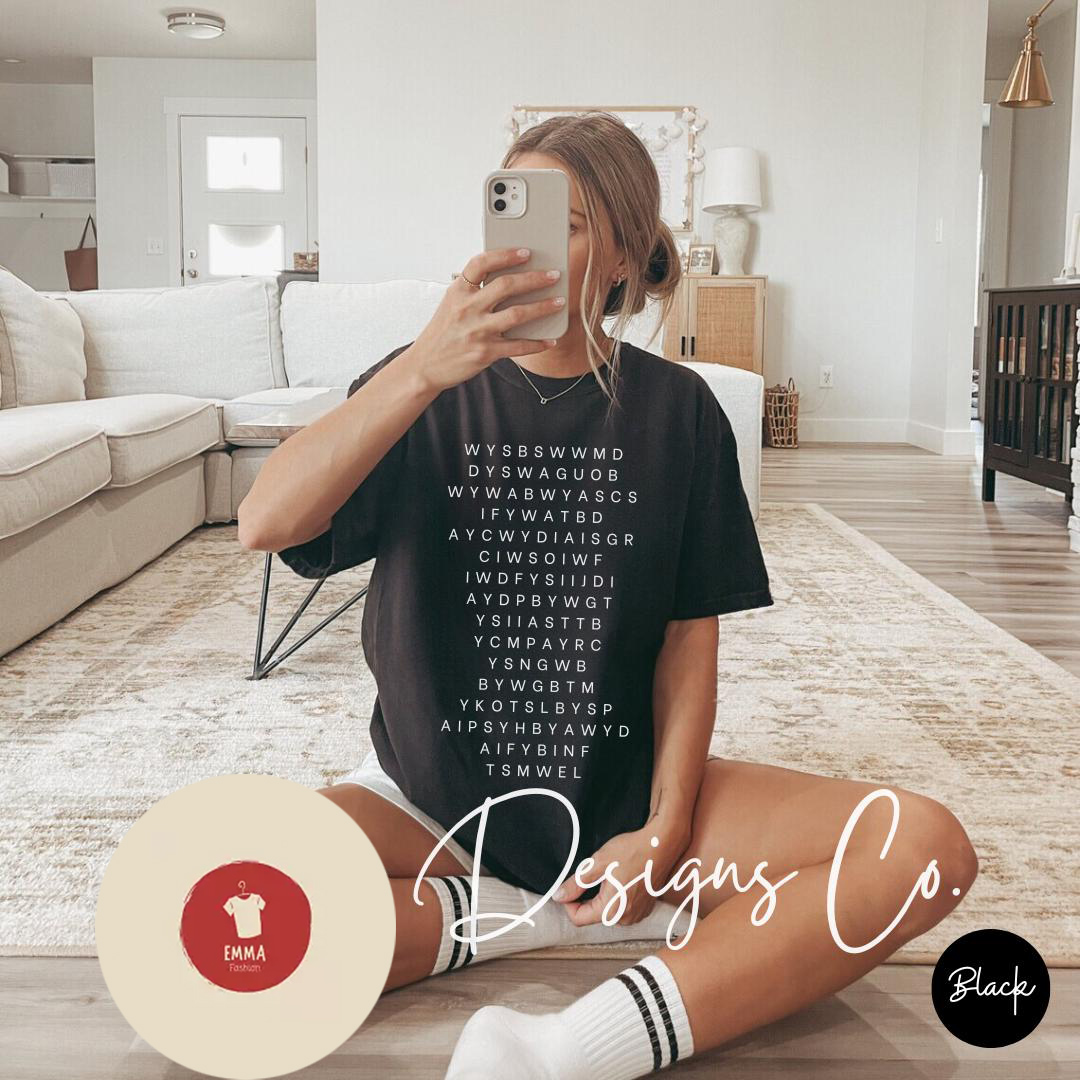 WYSBSWWMD
DYSWAGUOB
WYWABWYASCS
IFYWATBD
AYCWYDIAISGR
CIWSOIWF
IWDFYSIIJDI
AYDPBYWGT
YSIIASTTB
YCMPAYRC
YSNGWB
BYWGBTM
YKOTSLBYSP
AIPSYHBYAWYD
AIFYBINF
TSMWEL
Designs Co.
EMMA
Fashion
Black